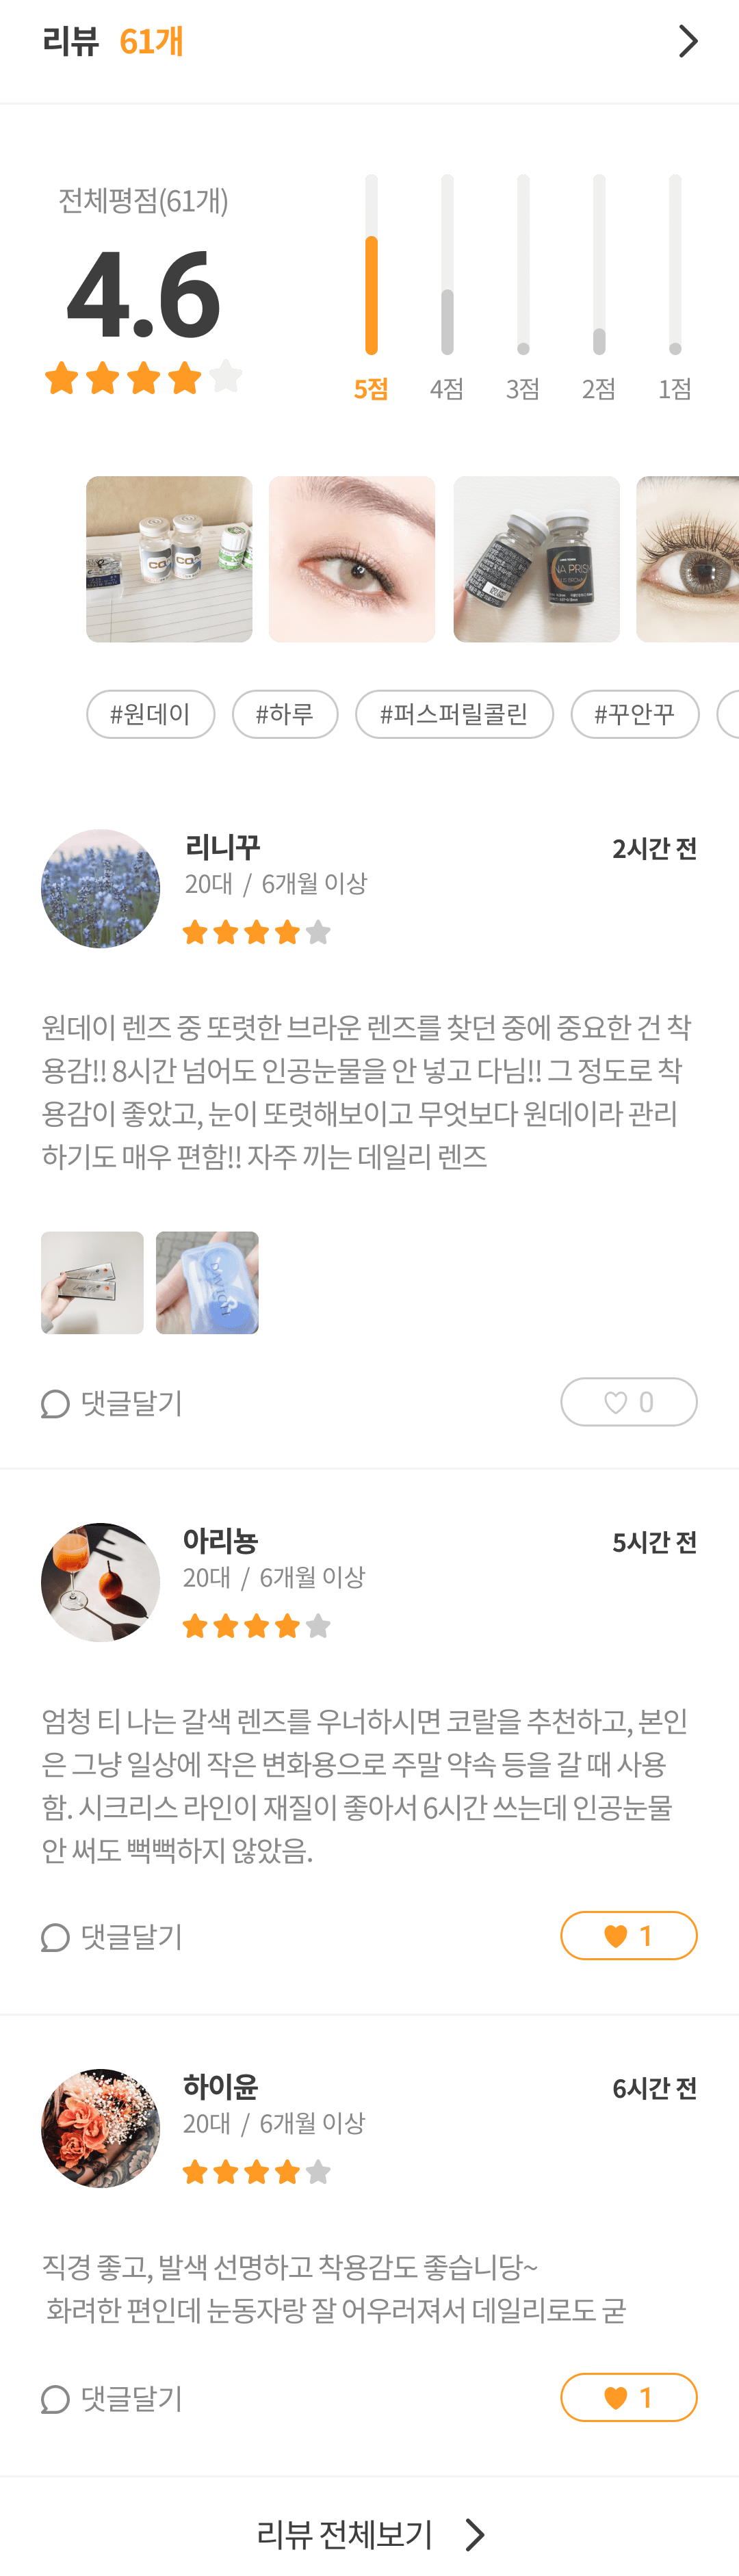 리뷰 61개
전체평점(61개)
4.6
5점 4점 3점 2점 1점
#원데이 #하루 #퍼스퍼릴콜린 #꾸안꾸
리니꾸
2시간 전
20대 / 6개월 이상
원데이 렌즈 중 또렷한 브라운 렌즈를 찾던 중에 중요한 건 착
용감!! 8시간 넘어도 인공눈물을 안 넣고 다님!! 그 정도로 착
용감이 좋았고, 눈이 또렷해보이고 무엇보다 원데이라 관리
하기도 매우 편함!! 자주 끼는 데일리 렌즈
댓글달기
0
아리뇽
5시간 전
20대 / 6개월 이상
엄청 티 나는 갈색 렌즈를 우너하시면 코랄을 추천하고, 본인
은 그냥 일상에 작은 변화용으로 주말 약속 등을 갈 때 사용
함. 시크리스 라인이 재질이 좋아서 6시간 쓰는데 인공눈물
안 써도 뻑뻑하지 않았음.
댓글달기
1
하이윤
6시간 전
20대 / 6개월 이상
직경 좋고, 발색 선명하고 착용감도 좋습니당~
화려한 편인데 눈동자랑 잘 어우러져서 데일리로도 굳
댓글달기
1
리뷰 전체보기